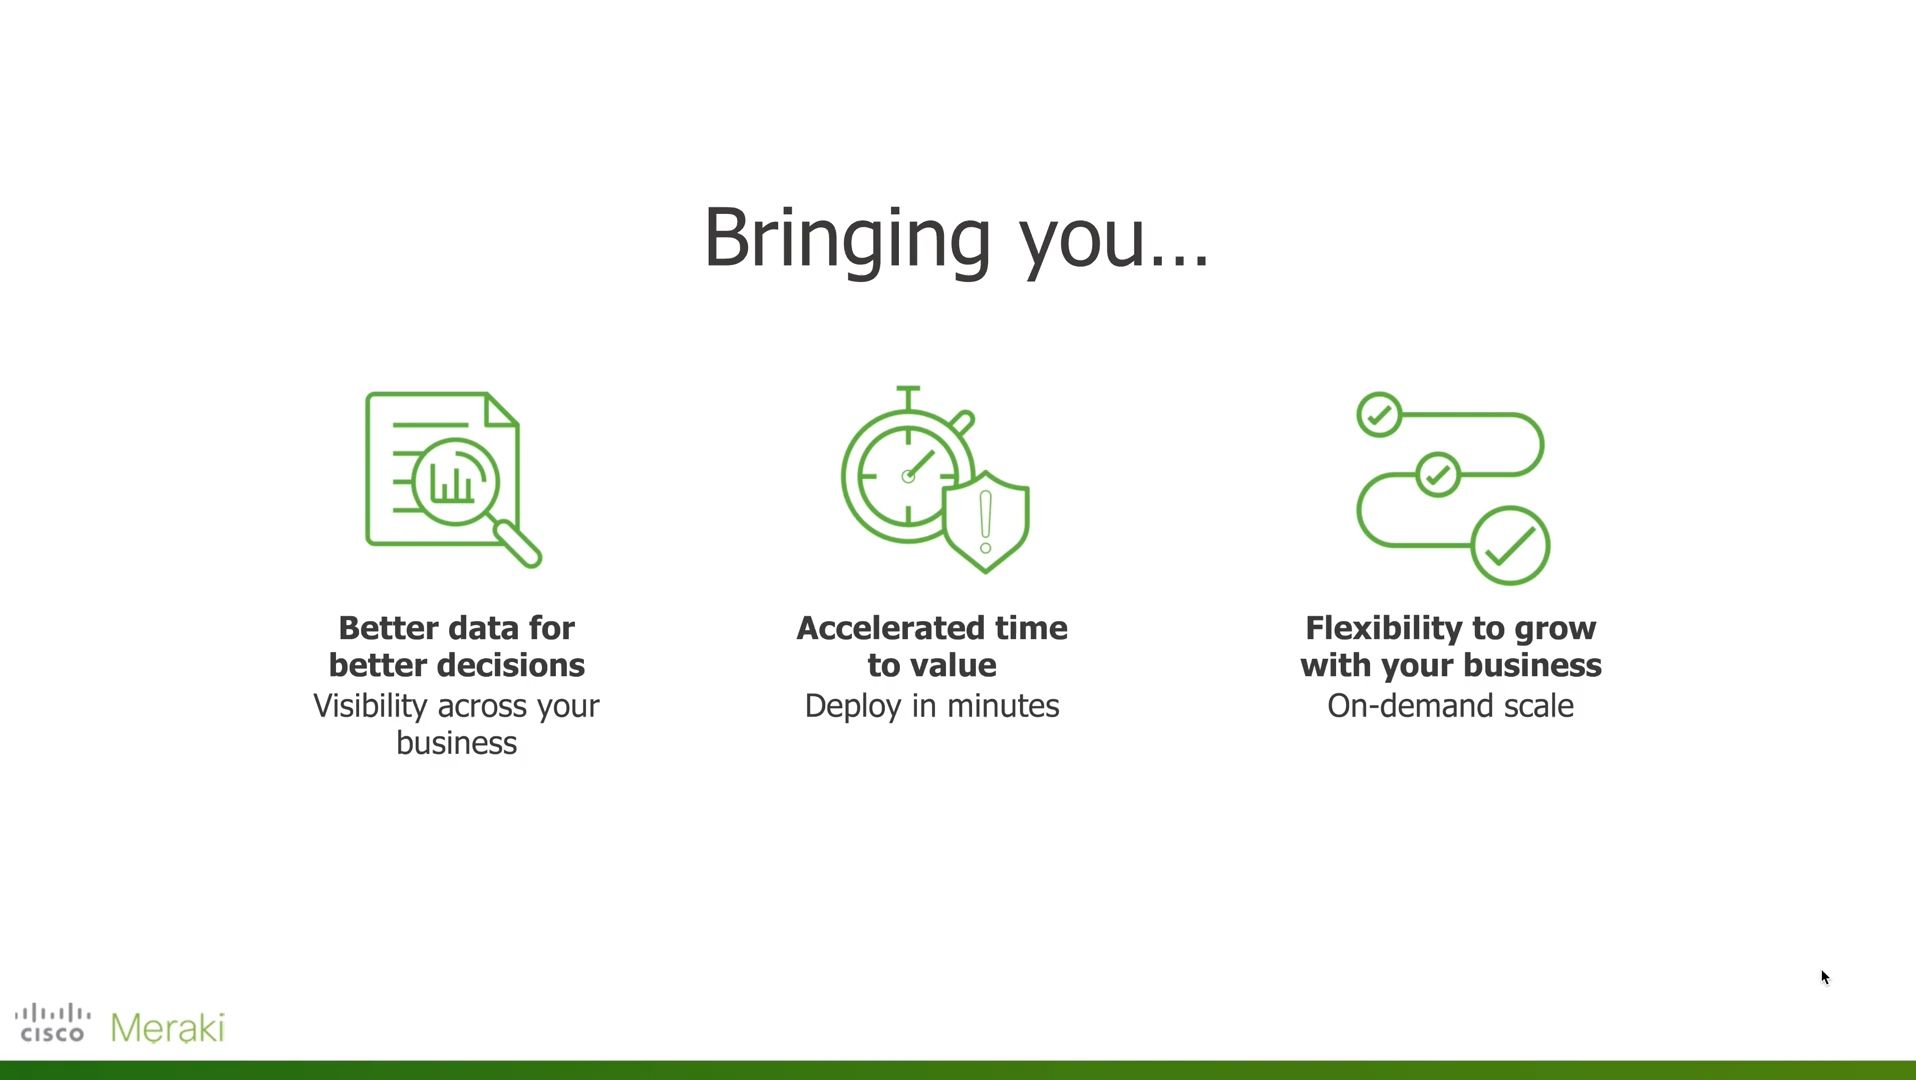 Bringing you...
Better data for
better decisions
Visibility across your
business
Accelerated time
to value
Deploy in minutes
Flexibility to grow
with your business
On-demand scale
cisco Meraki